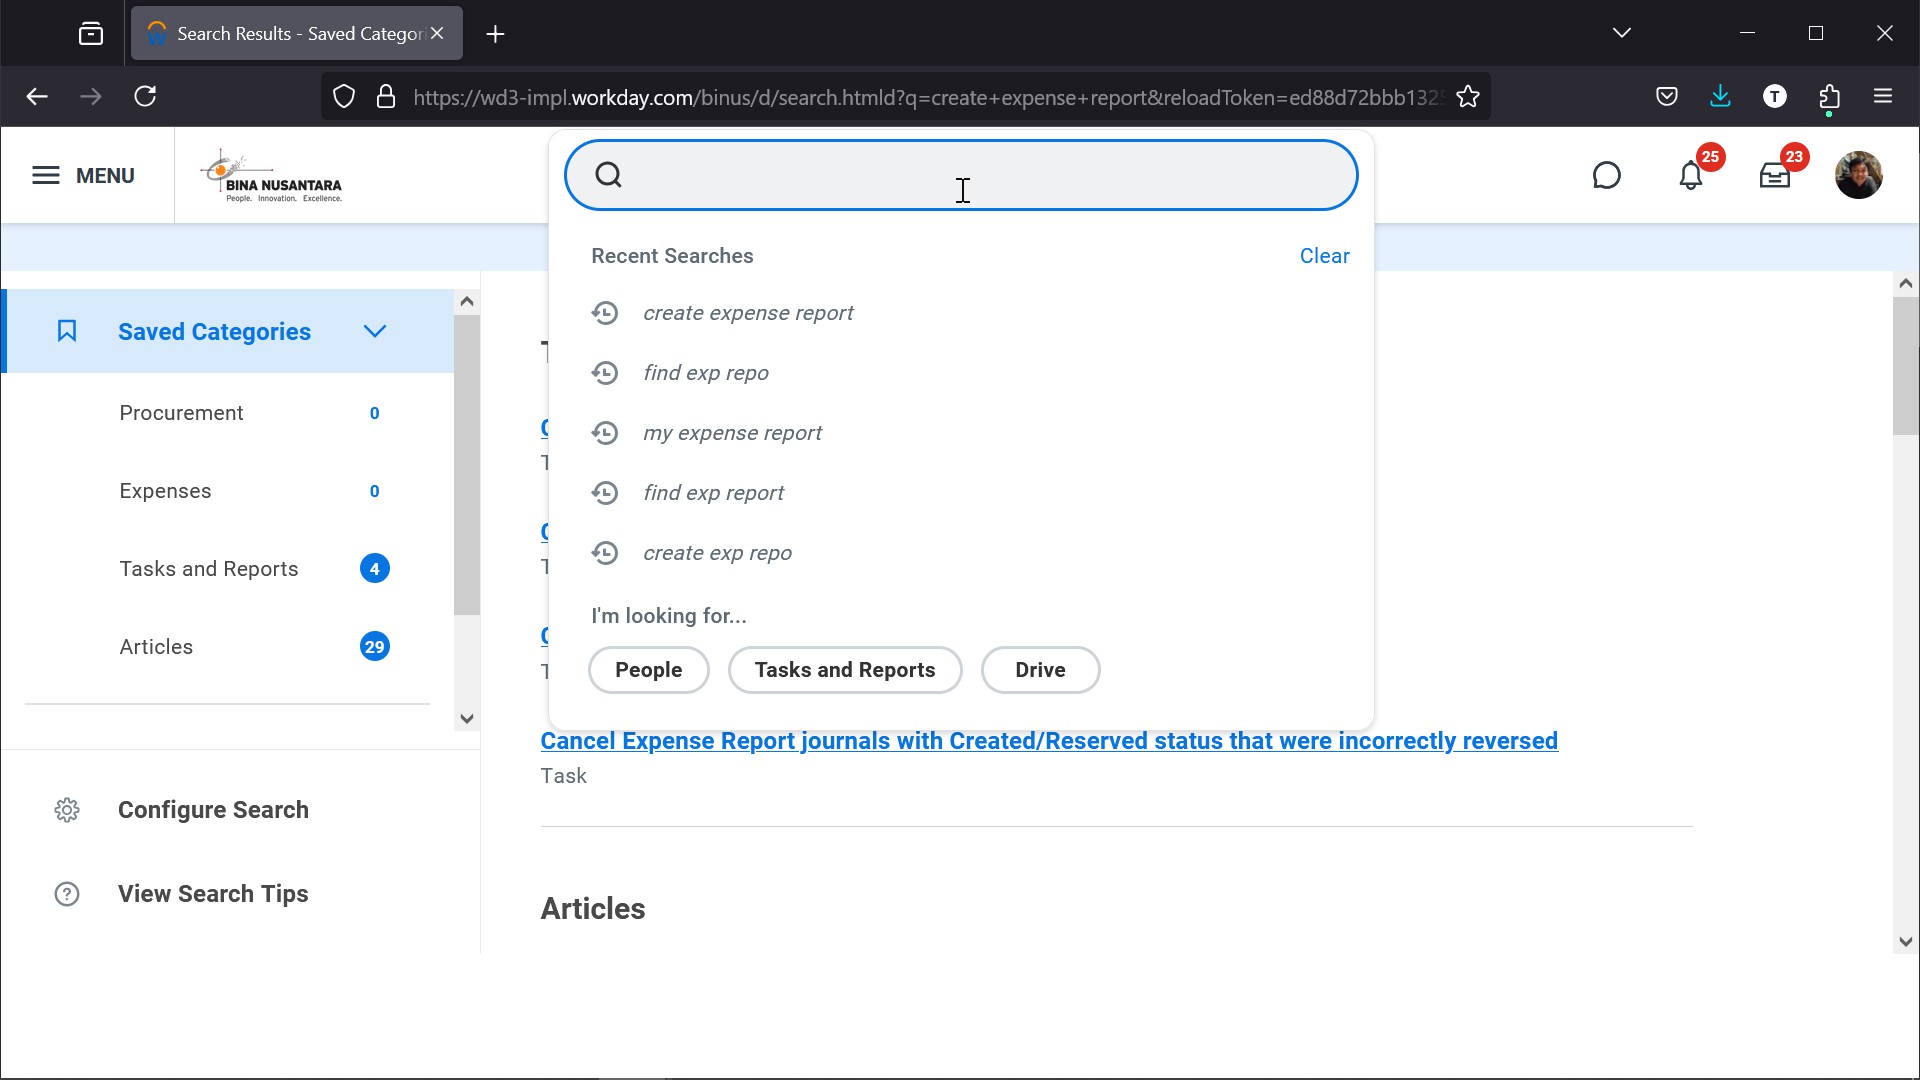 Search Results - Saved Categor
https://wd3-impl.workday.com/binus/d/search.htmld?q=create+expense+report&reloadToken=ed88d72bbb132
T
MENU
BINA NUSANTARA
People. Innovation. Excellence.
25
23
Recent Searches
Clear
create expense report
find exp repo
my expense report
find exp report
create exp repo
I'm looking for...
People
Tasks and Reports
Drive
Saved Categories
Procurement
0
Expenses
0
Tasks and Reports
4
Articles
29
Configure Search
View Search Tips
Cancel Expense Report journals with Created/Reserved status that were incorrectly reversed
Task
Articles